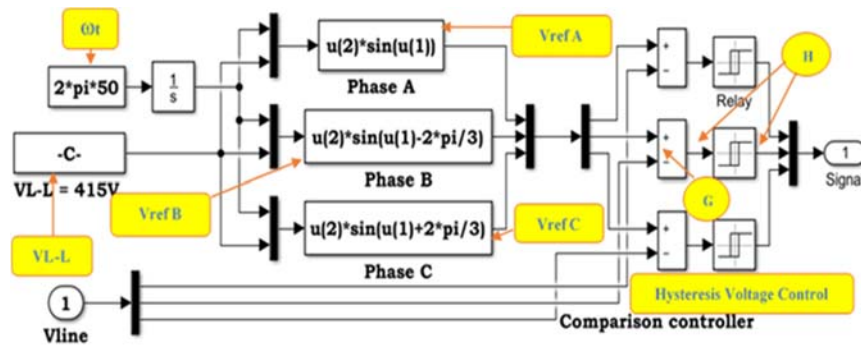 ωt
Vref A
2*pi*50
1
s
u(2)*sin(u(1))
Phase A
H
+
−
Relay
-C-
VL-L = 415V
u(2)*sin(u(1)-2*pi/3)
Phase B
+
−
1
Signal
Vref B
G
VL-L
u(2)*sin(u(1)+2*pi/3)
Phase C
Vref C
+
−
1
Vline
Hysteresis Voltage Control
Comparison controller